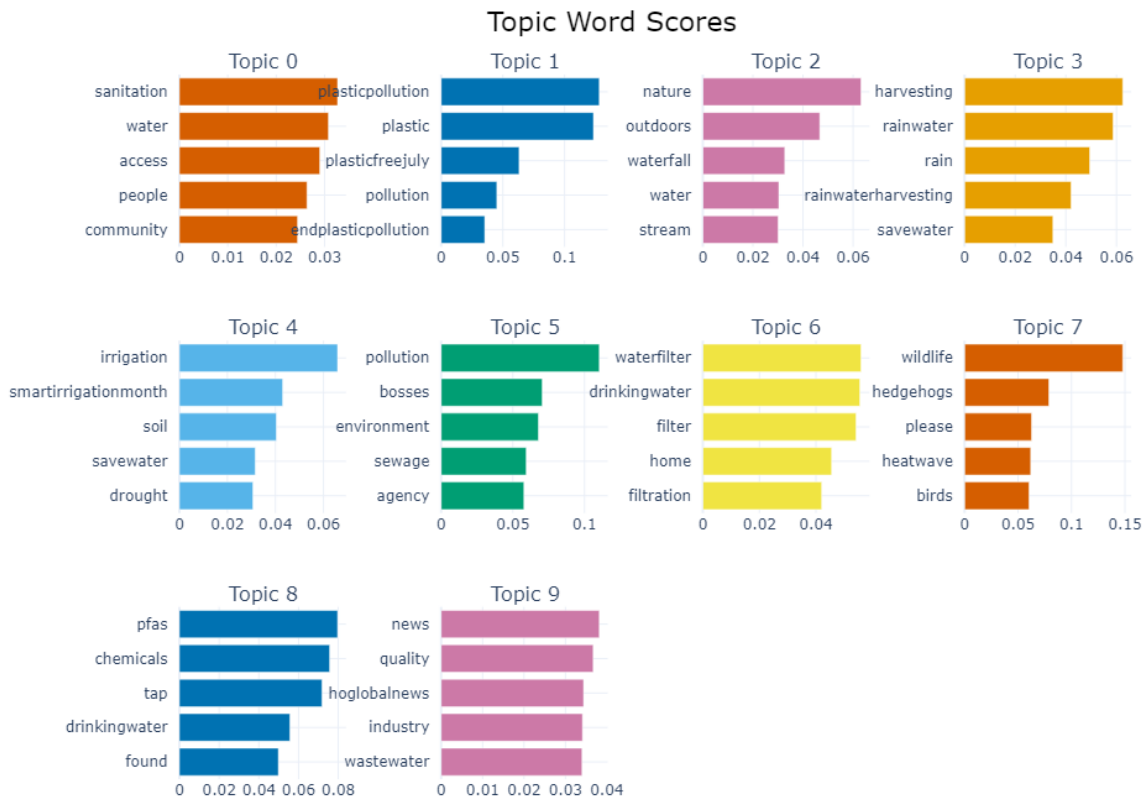 Topic Word Scores
Topic 0
sanitation
water
access
people
community
0 0.01 0.02 0.03
Topic 1
plasticpollution
plastic
plasticfreejuly
pollution
endplasticpollution
0 0.05 0.1
Topic 2
nature
outdoors
waterfall
water
stream
0 0.02 0.04 0.06
Topic 3
harvesting
rainwater
rain
rainwaterharvesting
savewater
0 0.02 0.04 0.06
Topic 4
irrigation
smartirrigationmonth
soil
savewater
drought
0 0.02 0.04 0.06
Topic 5
pollution
bosses
environment
sewage
agency
0 0.05 0.1
Topic 6
waterfilter
drinkingwater
filter
home
filtration
0 0.02 0.04
Topic 7
wildlife
hedgehogs
please
heatwave
birds
0 0.05 0.1 0.15
Topic 8
pfas
chemicals
tap
drinkingwater
found
0 0.02 0.04 0.06 0.08
Topic 9
news
quality
hoglobalnews
industry
wastewater
0 0.01 0.02 0.03 0.04